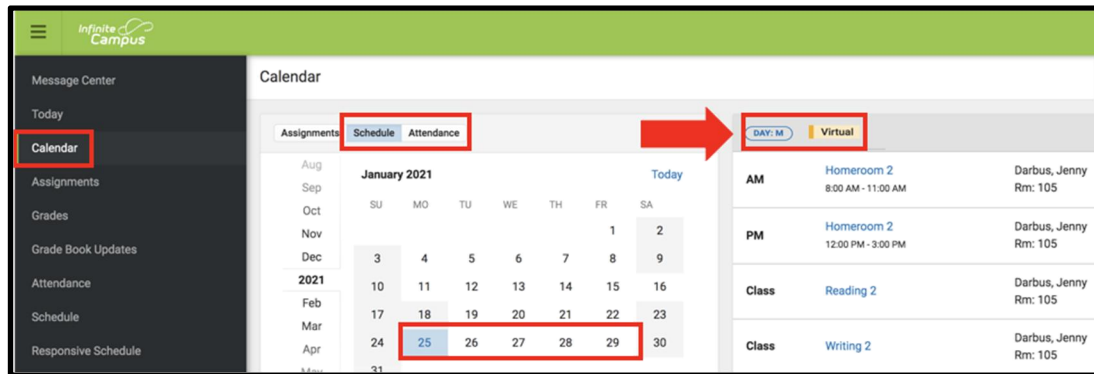 Infinite
Campus
Message Center
Today
Calendar
Assignments
Grades
Grade Book Updates
Attendance
Schedule
Responsive Schedule
Calendar
Assignments Schedule Attendance
Aug
Sep
Oct
Nov
Dec
2021
Feb
Mar
Apr
May
January 2021 Today
SU MO TU WE TH FR SA
1 2
3 4 5 6 7 8 9
10 11 12 13 14 15 16
17 18 19 20 21 22 23
24 25 26 27 28 29 30
31
DAY: M Virtual
AM Homeroom 2 Darbus, Jenny
8:00 AM - 11:00 AM Rm: 105
PM Homeroom 2 Darbus, Jenny
12:00 PM - 3:00 PM Rm: 105
Class Reading 2 Darbus, Jenny
Rm: 105
Class Writing 2 Darbus, Jenny
Rm: 105